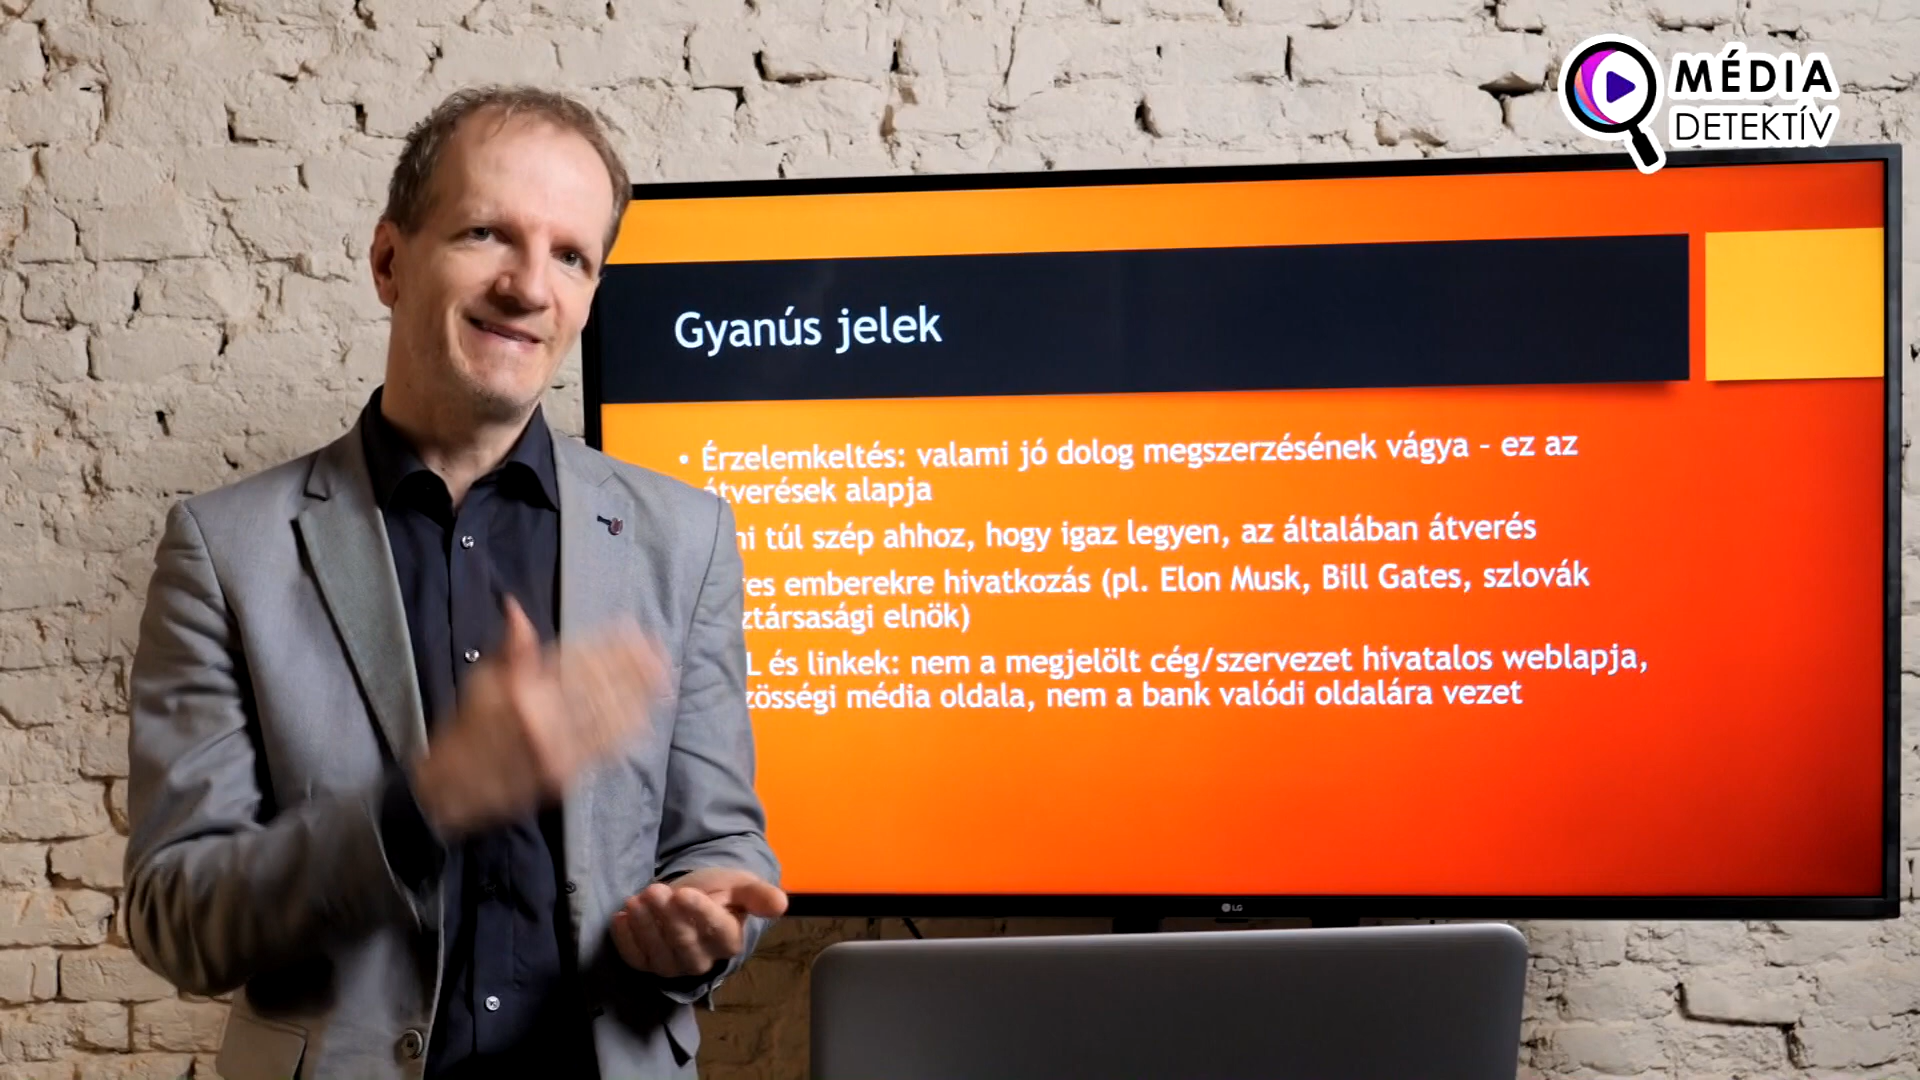 MÉDIA
DETEKTÍV
Gyanús jelek
• Érzelemkeltés: valami jó dolog megszerzésének vágya – ez az
átverések alapja
túl szép ahhoz, hogy igaz legyen, az általában átverés
emberekre hivatkozás (pl. Elon Musk, Bill Gates, szlovák
elnök)
és linkek: nem a megjelölt cég/szervezet hivatalos weblapja,
média oldala, nem a bank valódi oldalára vezet
LG